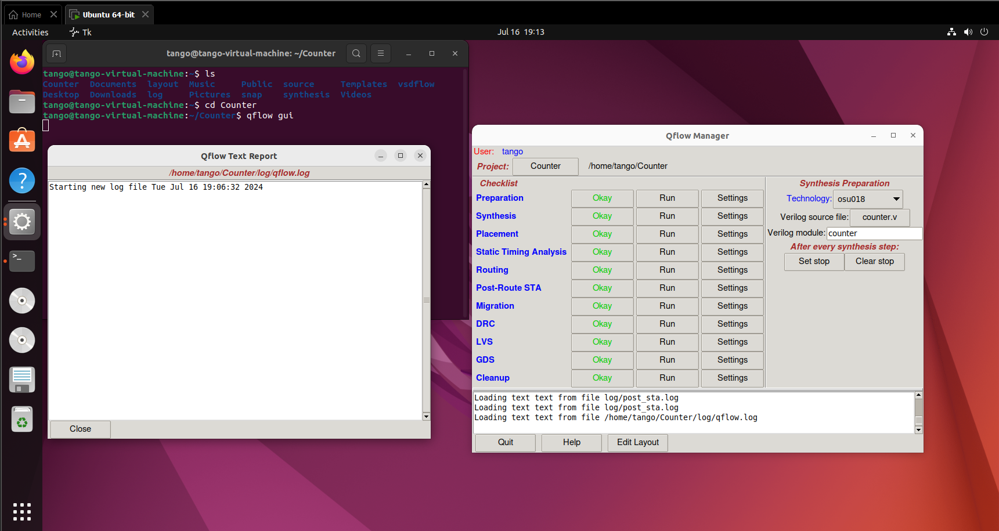 Home
Ubuntu 64-bit
Activities
Tk
Jul 16 19:13
tango@tango-virtual-machine: ~/Counter
tango@tango-virtual-machine:~$ ls
Counter Documents layout Music Public source Templates vsdflow
Desktop Downloads log Pictures snap synthesis Videos
tango@tango-virtual-machine:~$ cd Counter
tango@tango-virtual-machine:~/Counter$ qflow gui
Qflow Text Report
/home/tango/Counter/log/qflow.log
Starting new log file Tue Jul 16 19:06:32 2024
Close
Qflow Manager
User: tango
Project: Counter /home/tango/Counter
Checklist
Preparation Okay Run Settings
Synthesis Okay Run Settings
Placement Okay Run Settings
Static Timing Analysis Okay Run Settings
Routing Okay Run Settings
Post-Route STA Okay Run Settings
Migration Okay Run Settings
DRC Okay Run Settings
LVS Okay Run Settings
GDS Okay Run Settings
Cleanup Okay Run Settings
Synthesis Preparation
Technology: osu018
Verilog source file: counter.v
Verilog module: counter
After every synthesis step:
Set stop Clear stop
Loading text text from file log/post_sta.log
Loading text text from file log/post_sta.log
Loading text text from file /home/tango/Counter/log/qflow.log
Quit Help Edit Layout